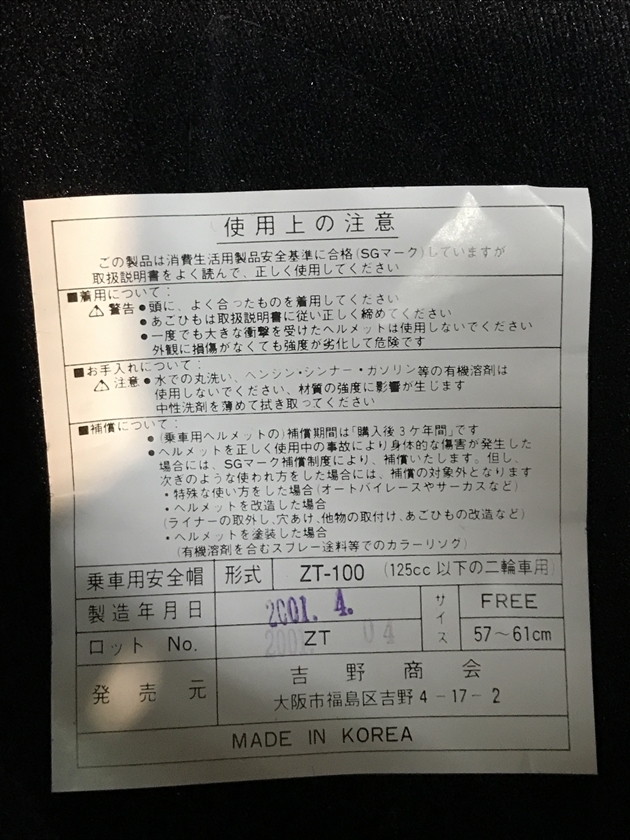 使用上の注意
この製品は消費生活用製品安全基準に合格(SGマーク)していますが
取扱説明書をよく読んで、正しく使用してください
■着用について：
⚠警告●頭に、よく合ったものを着用してください
●あごひもは取扱説明書に従い正しく締めてください
●一度でも大きな衝撃を受けたヘルメットは使用しないでください
外観に損傷がなくても強度が劣化して危険です
■お手入れについて：
⚠注意●水での丸洗い、ベンジン・シンナー・ガソリン等の有機溶剤は
使用しないでください、材質の強度に影響が生じます
中性洗剤を薄めて拭き取ってください
■補償について：
●(乗車用ヘルメットの)補償期間は「購入後3ケ年間」です
●ヘルメットを正しく使用中の事故により身体的な傷害が発生した
場合には、SGマーク補償制度により、補償いたします。但し、
次きのような使われ方をした場合には、補償の対象外となります
・特殊な使い方をした場合(オートバイレースやサーカスなど)
・ヘルメットを改造した場合
(ライナーの取外し、穴あけ、他物の取付け、あごひもの改造など)
・ヘルメットを塗装した場合
(有機溶剤を含むスプレー途料等でのカラーリソグ)
乗車用安全帽 形式 ZT-100 (125cc以下の二輪車用)
製造年月日 2001. 4. サイズ FREE
ロット No. ZT 57～61cm
発売元 吉野商会
大阪市福島区吉野4-17-2
MADE IN KOREA